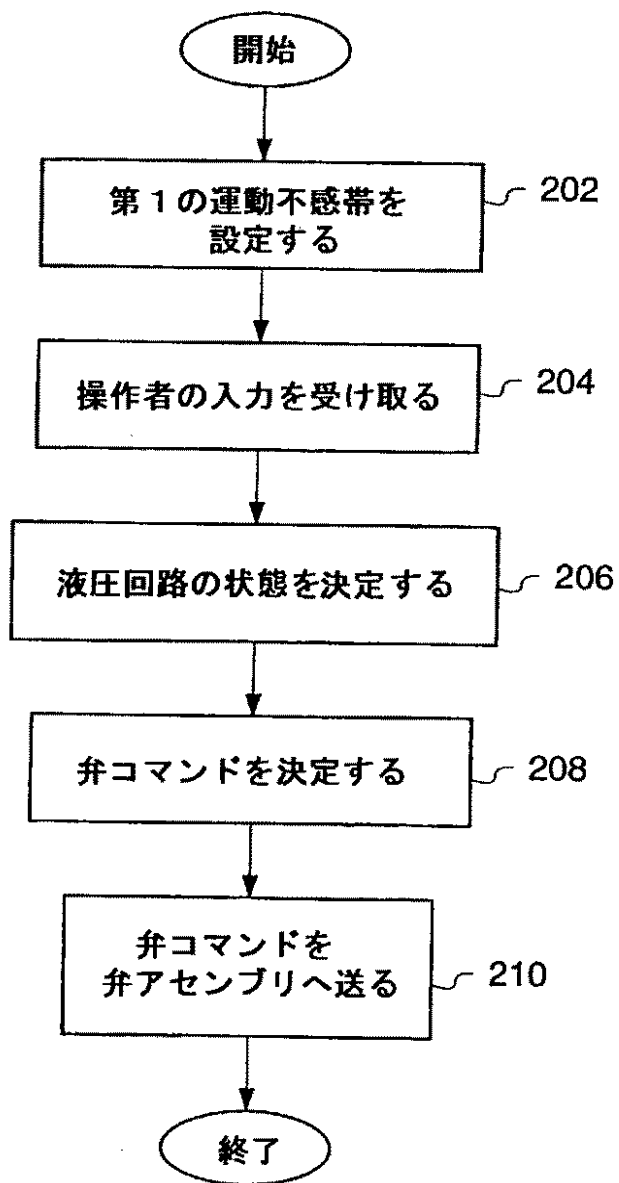 開始
第1の運動不感帯を
設定する
202
操作者の入力を受け取る
204
液圧回路の状態を決定する
206
弁コマンドを決定する
208
弁コマンドを
弁アセンブリへ送る
210
終了